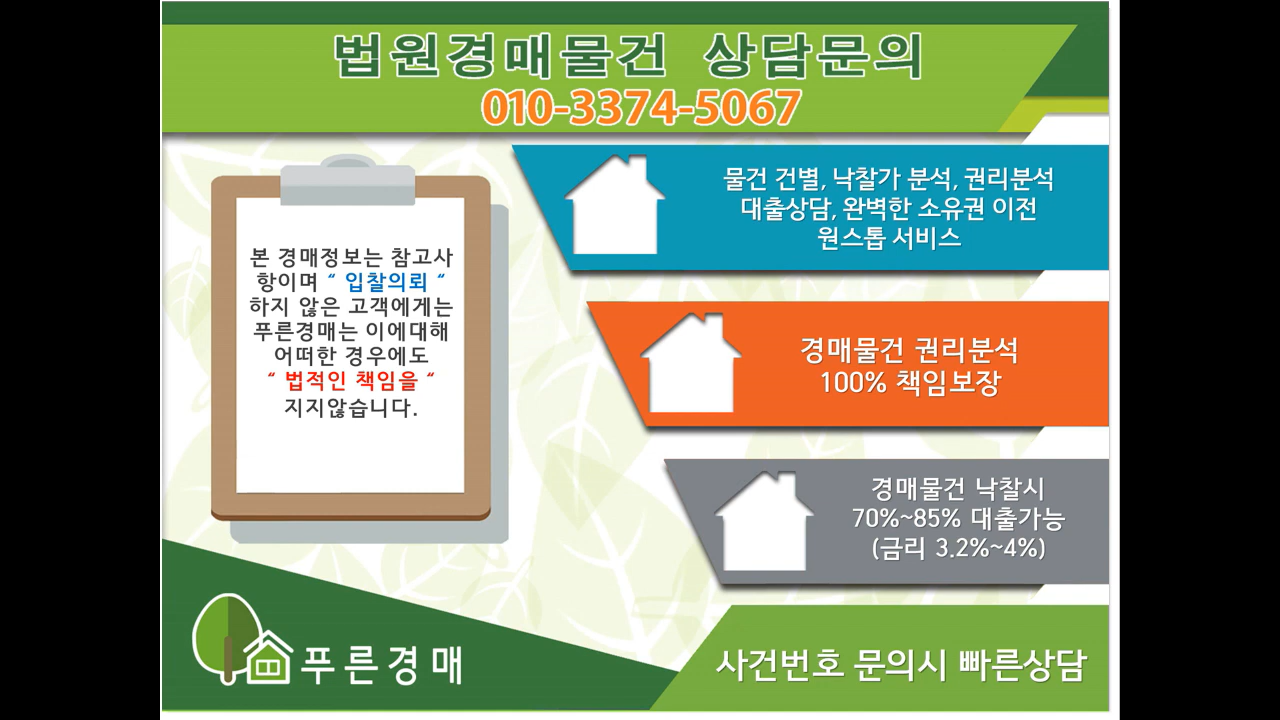 법원경매물건 상담문의
010-3374-5067
본 경매정보는 참고사
항이며 “ 입찰의뢰 “
하지 않은 고객에게는
푸른경매는 이에대해
어떠한 경우에도
“ 법적인 책임을 “
지지않습니다.
물건 건별, 낙찰가 분석, 권리분석
대출상담, 완벽한 소유권 이전
원스톱 서비스
경매물건 권리분석
100% 책임보장
경매물건 낙찰시
70%~85% 대출가능
(금리 3.2%~4%)
푸른경매
사건번호 문의시 빠른상담